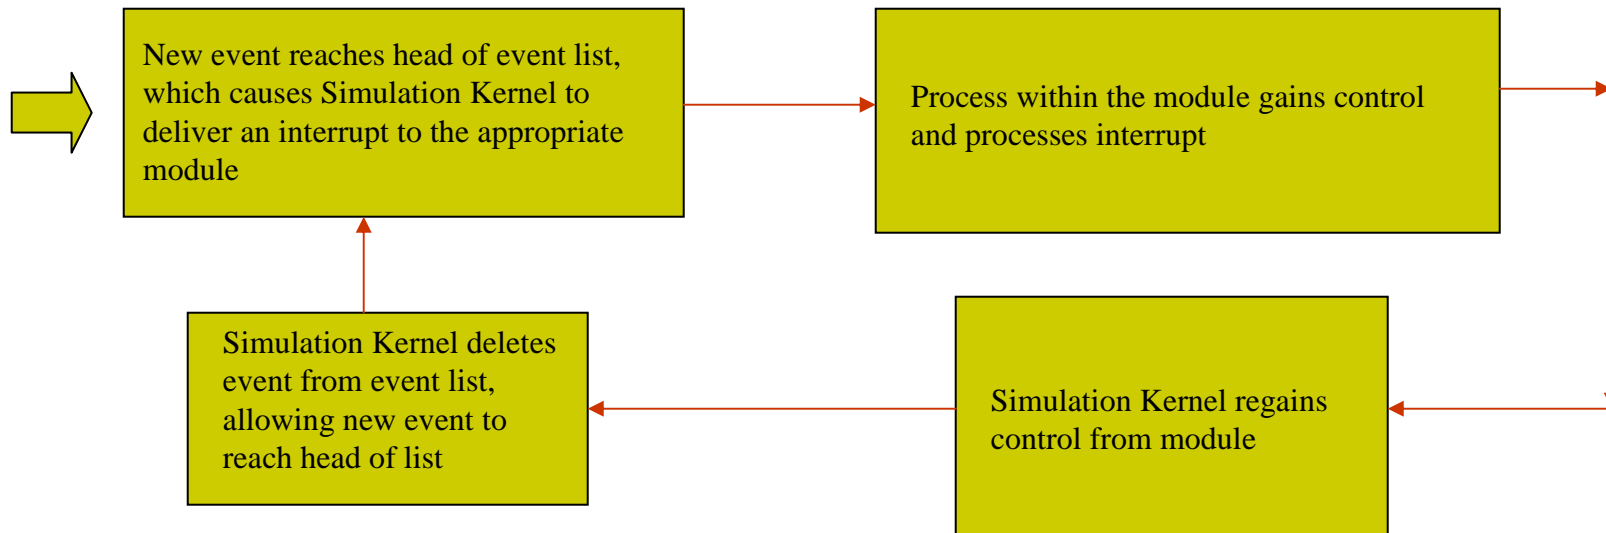 New event reaches head of event list,
which causes Simulation Kernel to
deliver an interrupt to the appropriate
module
Process within the module gains control
and processes interrupt
Simulation Kernel deletes
event from event list,
allowing new event to
reach head of list
Simulation Kernel regains
control from module